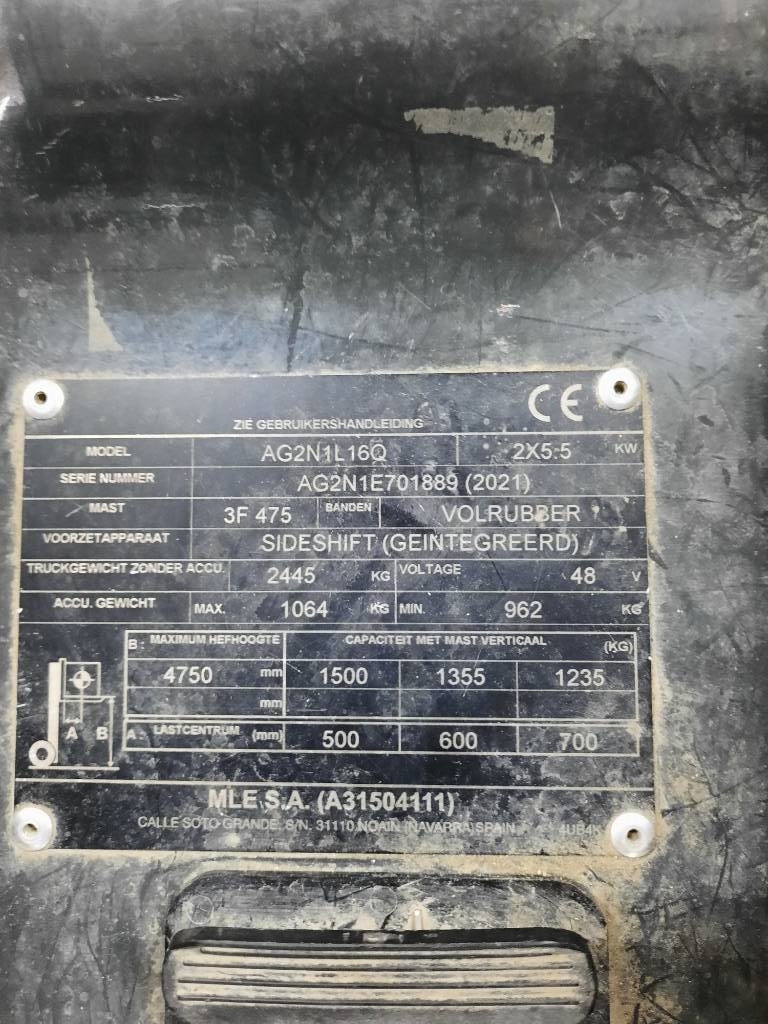 CE
ZIE GEBRUIKERSHANDLEIDING
MODEL AG2N1L16Q 2X5.5 KW
SERIE NUMMER AG2N1E701889 (2021)
MAST 3F 475 BANDEN VOLRUBBER
VOORZETAPPARAAT SIDESHIFT (GEINTEGREERD)
TRUCKGEWICHT ZONDER ACCU. 2445 KG VOLTAGE 48 V
ACCU. GEWICHT MAX. 1064 KG MIN. 962 KG
B : MAXIMUM HEFHOOGTE CAPACITEIT MET MAST VERTICAAL (KG)
4750 mm 1500 1355 1235
mm
A B
A : LASTCENTRUM (mm) 500 600 700
MLE S.A. (A31504111)
CALLE SOTO GRANDE, S/N. 31110 NOAIN (NAVARRA) SPAIN